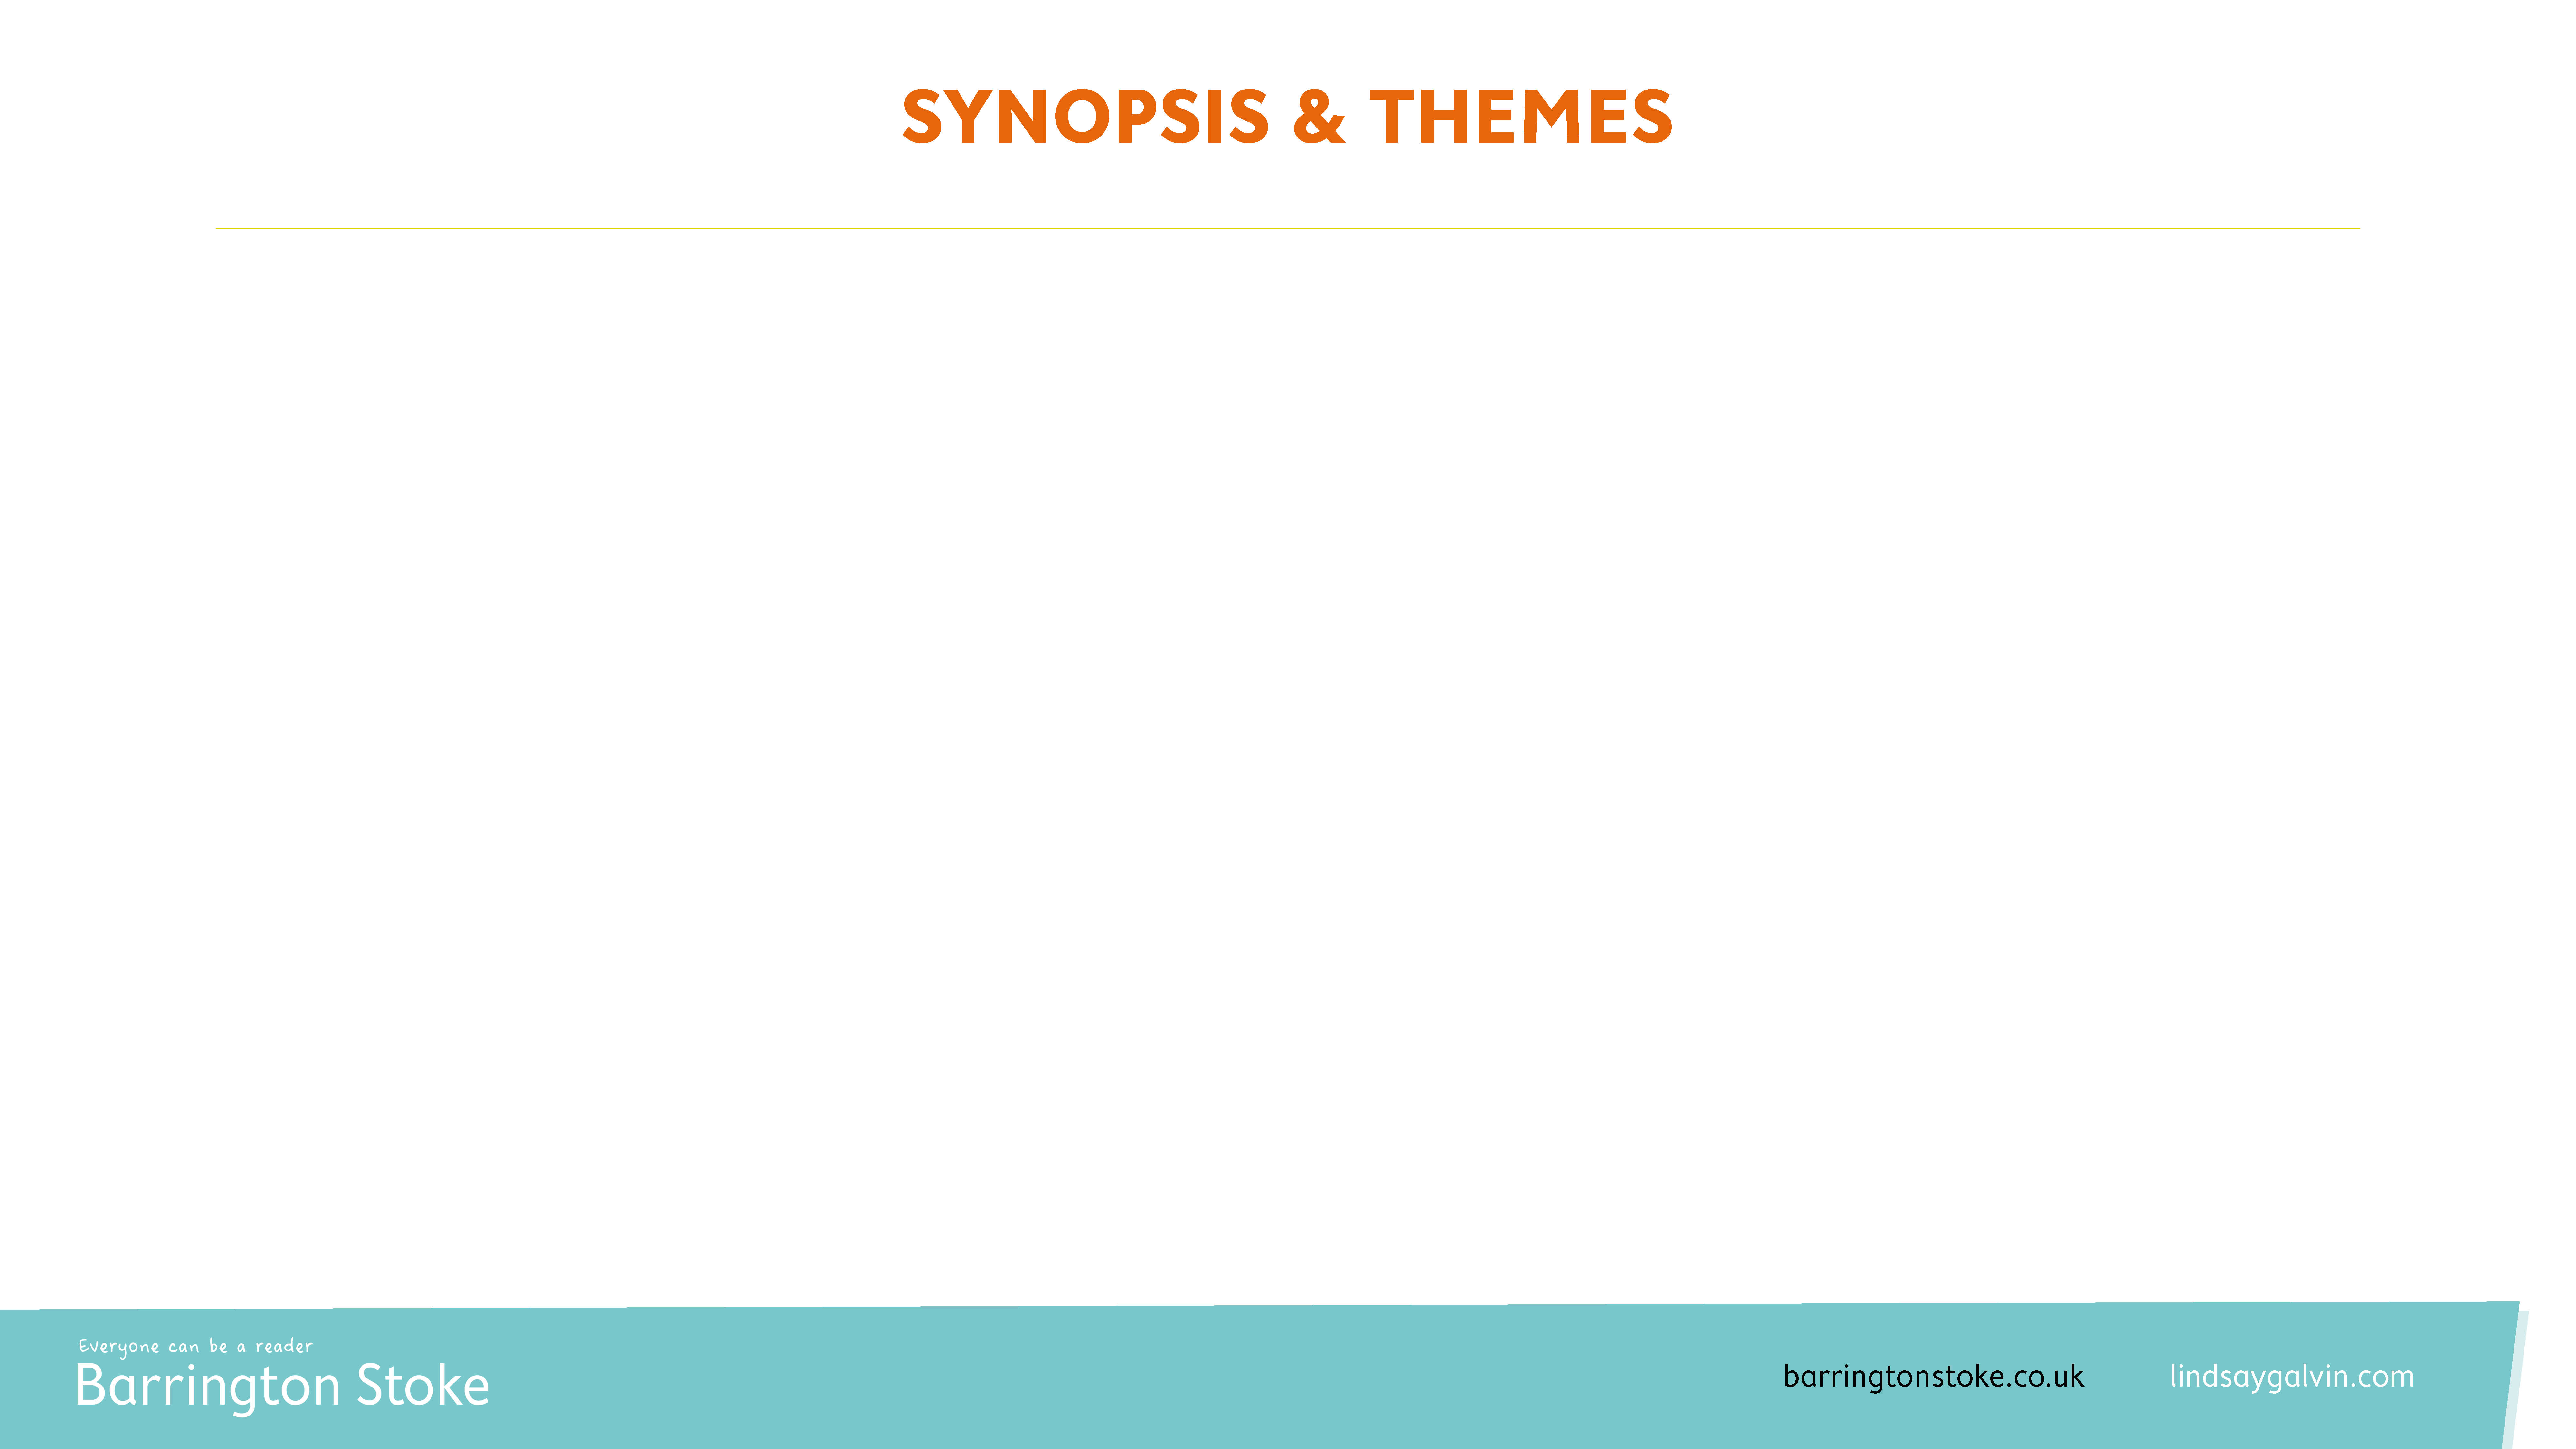 SYNOPSIS & THEMES
Everyone can be a reader
Barrington Stoke
barringtonstoke.co.uk
lindsaygalvin.com